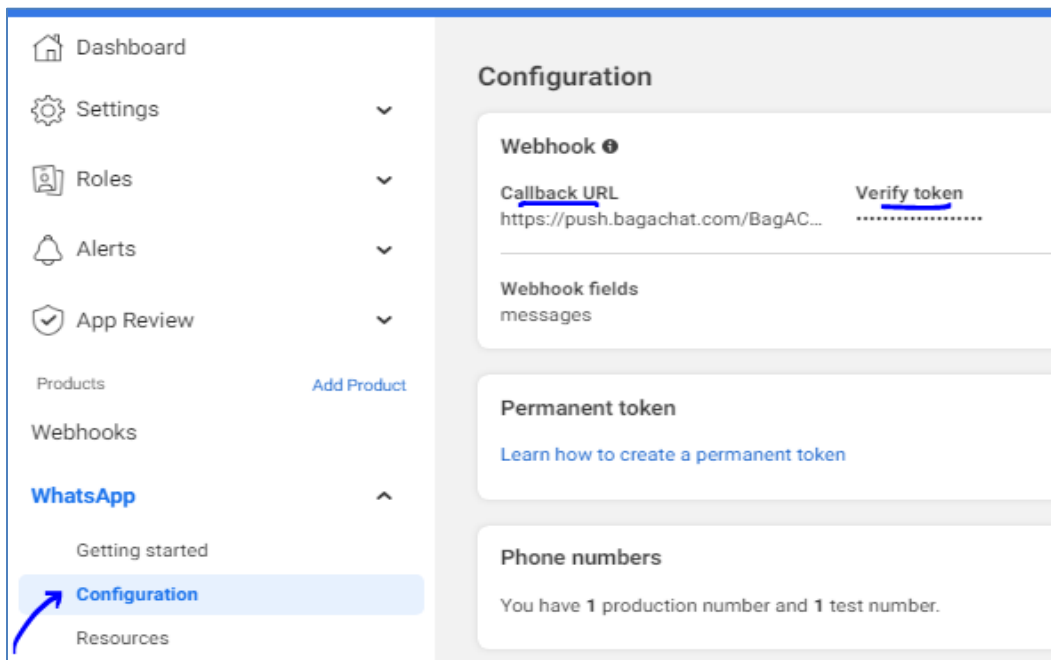 Dashboard
Settings
Roles
Alerts
App Review
Products Add Product
Webhooks
WhatsApp
Getting started
Configuration
Resources
Configuration
Webhook
Callback URL Verify token
https://push.bagachat.com/BagAC... •••••••••••••••••••
Webhook fields
messages
Permanent token
Learn how to create a permanent token
Phone numbers
You have 1 production number and 1 test number.